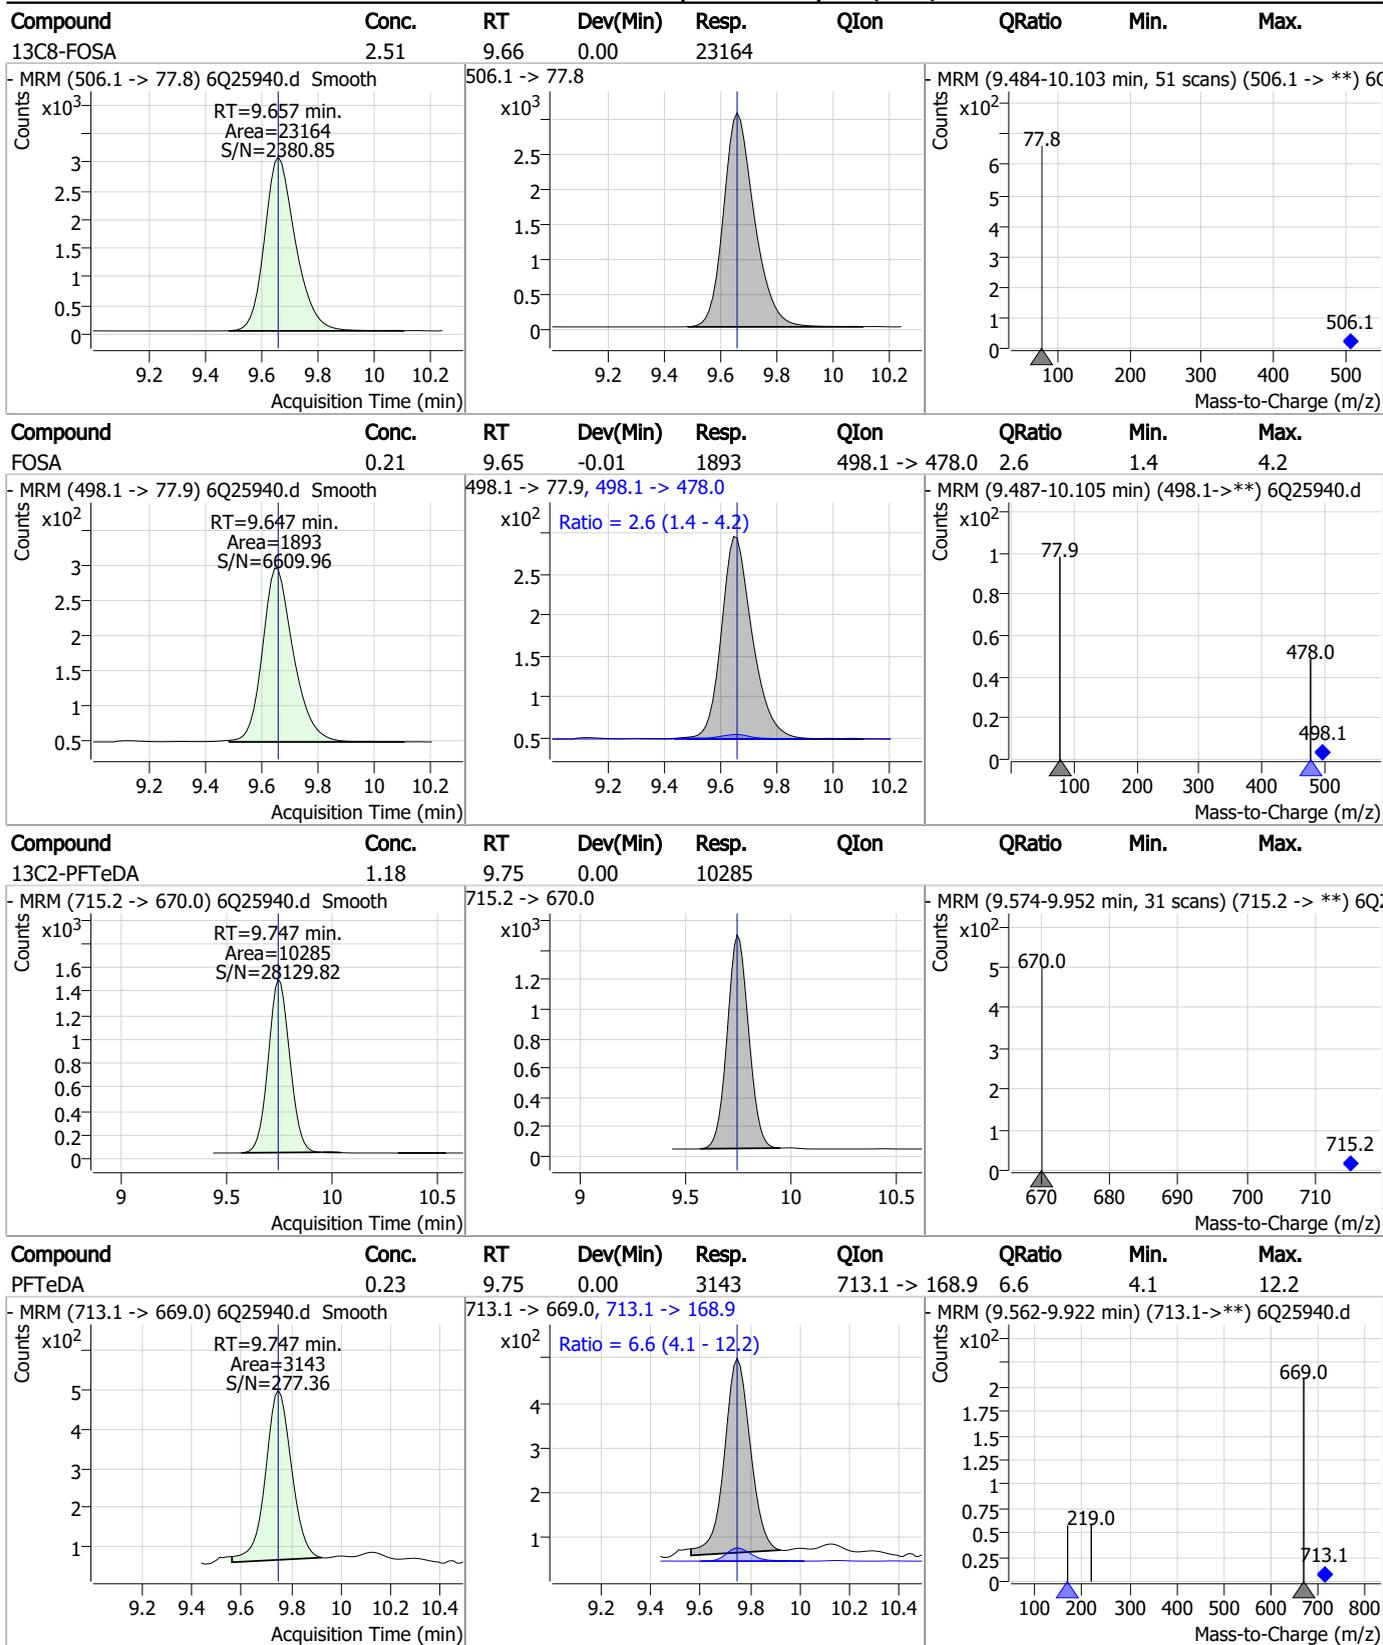 Compound Conc. RT Dev(Min) Resp. QIon QRatio Min. Max.
13C8-FOSA 2.51 9.66 0.00 23164
- MRM (506.1 -> 77.8) 6Q25940.d Smooth
506.1 -> 77.8
- MRM (9.484-10.103 min, 51 scans) (506.1 -> **)
Counts x10³
RT=9.657 min.
Area=23164
S/N=2380.85
3
2.5
2
1.5
1
0.5
0
9.2 9.4 9.6 9.8 10 10.2
Acquisition Time (min)
x10³
2.5
2
1.5
1
0.5
0
9.2 9.4 9.6 9.8 10 10.2
Counts x10²
77.8
6
5
4
3
2
1
0
506.1
100 200 300 400 500
Mass-to-Charge (m/z)
Compound Conc. RT Dev(Min) Resp. QIon QRatio Min. Max.
FOSA 0.21 9.65 -0.01 1893 498.1 -> 478.0 2.6 1.4 4.2
- MRM (498.1 -> 77.9) 6Q25940.d Smooth
498.1 -> 77.9, 498.1 -> 478.0
- MRM (9.487-10.105 min) (498.1->**) 6Q25940.d
Counts x10²
RT=9.647 min.
Area=1893
S/N=6609.96
3
2.5
2
1.5
1
0.5
9.2 9.4 9.6 9.8 10 10.2
Acquisition Time (min)
x10²
Ratio = 2.6 (1.4 - 4.2)
2.5
2
1.5
1
0.5
9.2 9.4 9.6 9.8 10 10.2
Counts x10²
77.9
1
0.8
0.6
0.4
0.2
0
478.0
498.1
100 200 300 400 500
Mass-to-Charge (m/z)
Compound Conc. RT Dev(Min) Resp. QIon QRatio Min. Max.
13C2-PFTeDA 1.18 9.75 0.00 10285
- MRM (715.2 -> 670.0) 6Q25940.d Smooth
715.2 -> 670.0
- MRM (9.574-9.952 min, 31 scans) (715.2 -> **)
Counts x10³
RT=9.747 min.
Area=10285
S/N=28129.82
1.6
1.4
1.2
1
0.8
0.6
0.4
0.2
0
9 9.5 10 10.5
Acquisition Time (min)
x10³
1.2
1
0.8
0.6
0.4
0.2
0
9 9.5 10 10.5
Counts x10²
670.0
5
4
3
2
1
0
715.2
670 680 690 700 710
Mass-to-Charge (m/z)
Compound Conc. RT Dev(Min) Resp. QIon QRatio Min. Max.
PFTeDA 0.23 9.75 0.00 3143 713.1 -> 168.9 6.6 4.1 12.2
- MRM (713.1 -> 669.0) 6Q25940.d Smooth
713.1 -> 669.0, 713.1 -> 168.9
- MRM (9.562-9.922 min) (713.1->**) 6Q25940.d
Counts x10²
RT=9.747 min.
Area=3143
S/N=277.36
5
4
3
2
1
9.2 9.4 9.6 9.8 10 10.2 10.4
Acquisition Time (min)
x10²
Ratio = 6.6 (4.1 - 12.2)
4
3
2
1
9.2 9.4 9.6 9.8 10 10.2 10.4
Counts x10²
669.0
2
1.75
1.5
1.25
1
0.75
0.5
0.25
0
219.0
713.1
100 200 300 400 500 600 700 800
Mass-to-Charge (m/z)